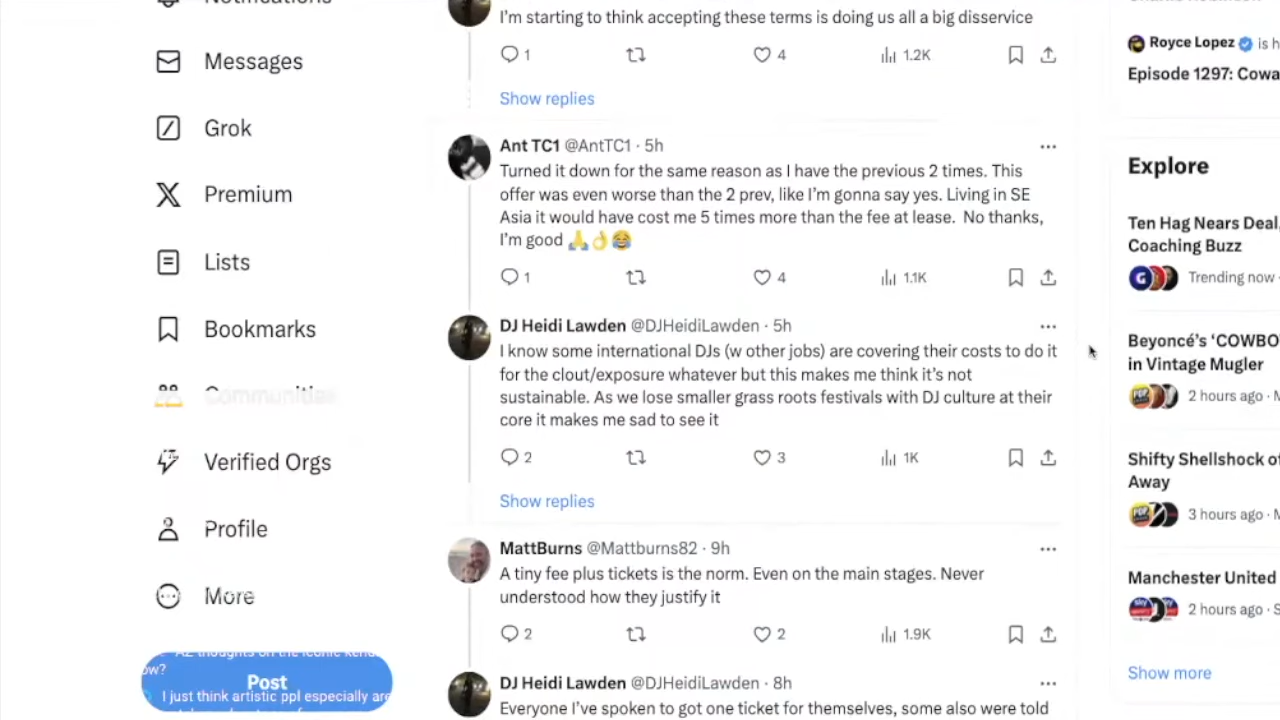 Messages
Grok
Premium
Lists
Bookmarks
Communities
Verified Orgs
Profile
More
ow?
Post
I just think artistic ppl especially are
I'm starting to think accepting these terms is doing us all a big disservice
1 4 1.2K
Show replies
Ant TC1 @AntTC1 · 5h
Turned it down for the same reason as I have the previous 2 times. This
offer was even worse than the 2 prev, like I'm gonna say yes. Living in SE
Asia it would have cost me 5 times more than the fee at lease. No thanks,
I'm good 🙏👌😂
1 4 1.1K
DJ Heidi Lawden @DJHeidiLawden · 5h
I know some international DJs (w other jobs) are covering their costs to do it
for the clout/exposure whatever but this makes me think it's not
sustainable. As we lose smaller grass roots festivals with DJ culture at their
core it makes me sad to see it
2 3 1K
Show replies
MattBurns @Mattburns82 · 9h
A tiny fee plus tickets is the norm. Even on the main stages. Never
understood how they justify it
2 2 1.9K
DJ Heidi Lawden @DJHeidiLawden · 8h
Everyone I've spoken to got one ticket for themselves, some also were told
Royce Lopez is h
Episode 1297: Cowa
Explore
Ten Hag Nears Deal,
Coaching Buzz
Trending now ·
Beyoncé's 'COWBO
in Vintage Mugler
2 hours ago · M
Shifty Shellshock of
Away
3 hours ago · M
Manchester United
2 hours ago · S
Show more